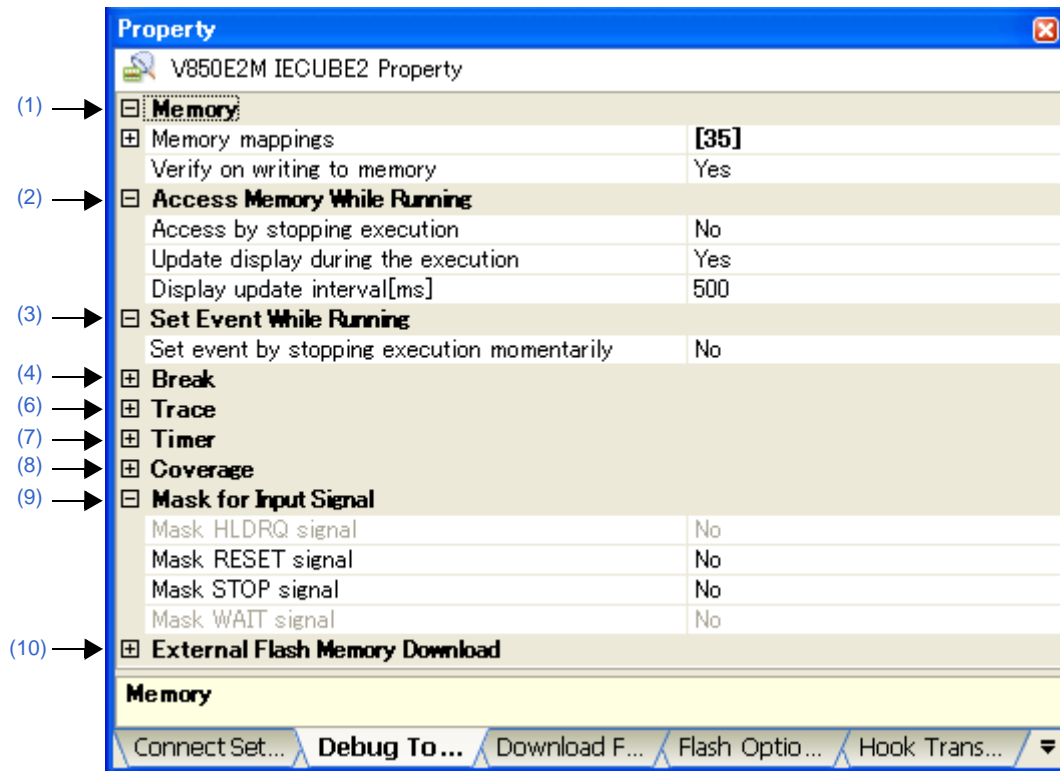 Property
V850E2M IECUBE2 Property
(1) Memory
Memory mappings [35]
Verify on writing to memory Yes
(2) Access Memory While Running
Access by stopping execution No
Update display during the execution Yes
Display update interval[ms] 500
(3) Set Event While Running
Set event by stopping execution momentarily No
(4) Break
(6) Trace
(7) Timer
(8) Coverage
(9) Mask for Input Signal
Mask HLDRQ signal No
Mask RESET signal No
Mask STOP signal No
Mask WAIT signal No
(10) External Flash Memory Download
Memory
Connect Set... Debug To... Download F... Flash Optio... Hook Trans...